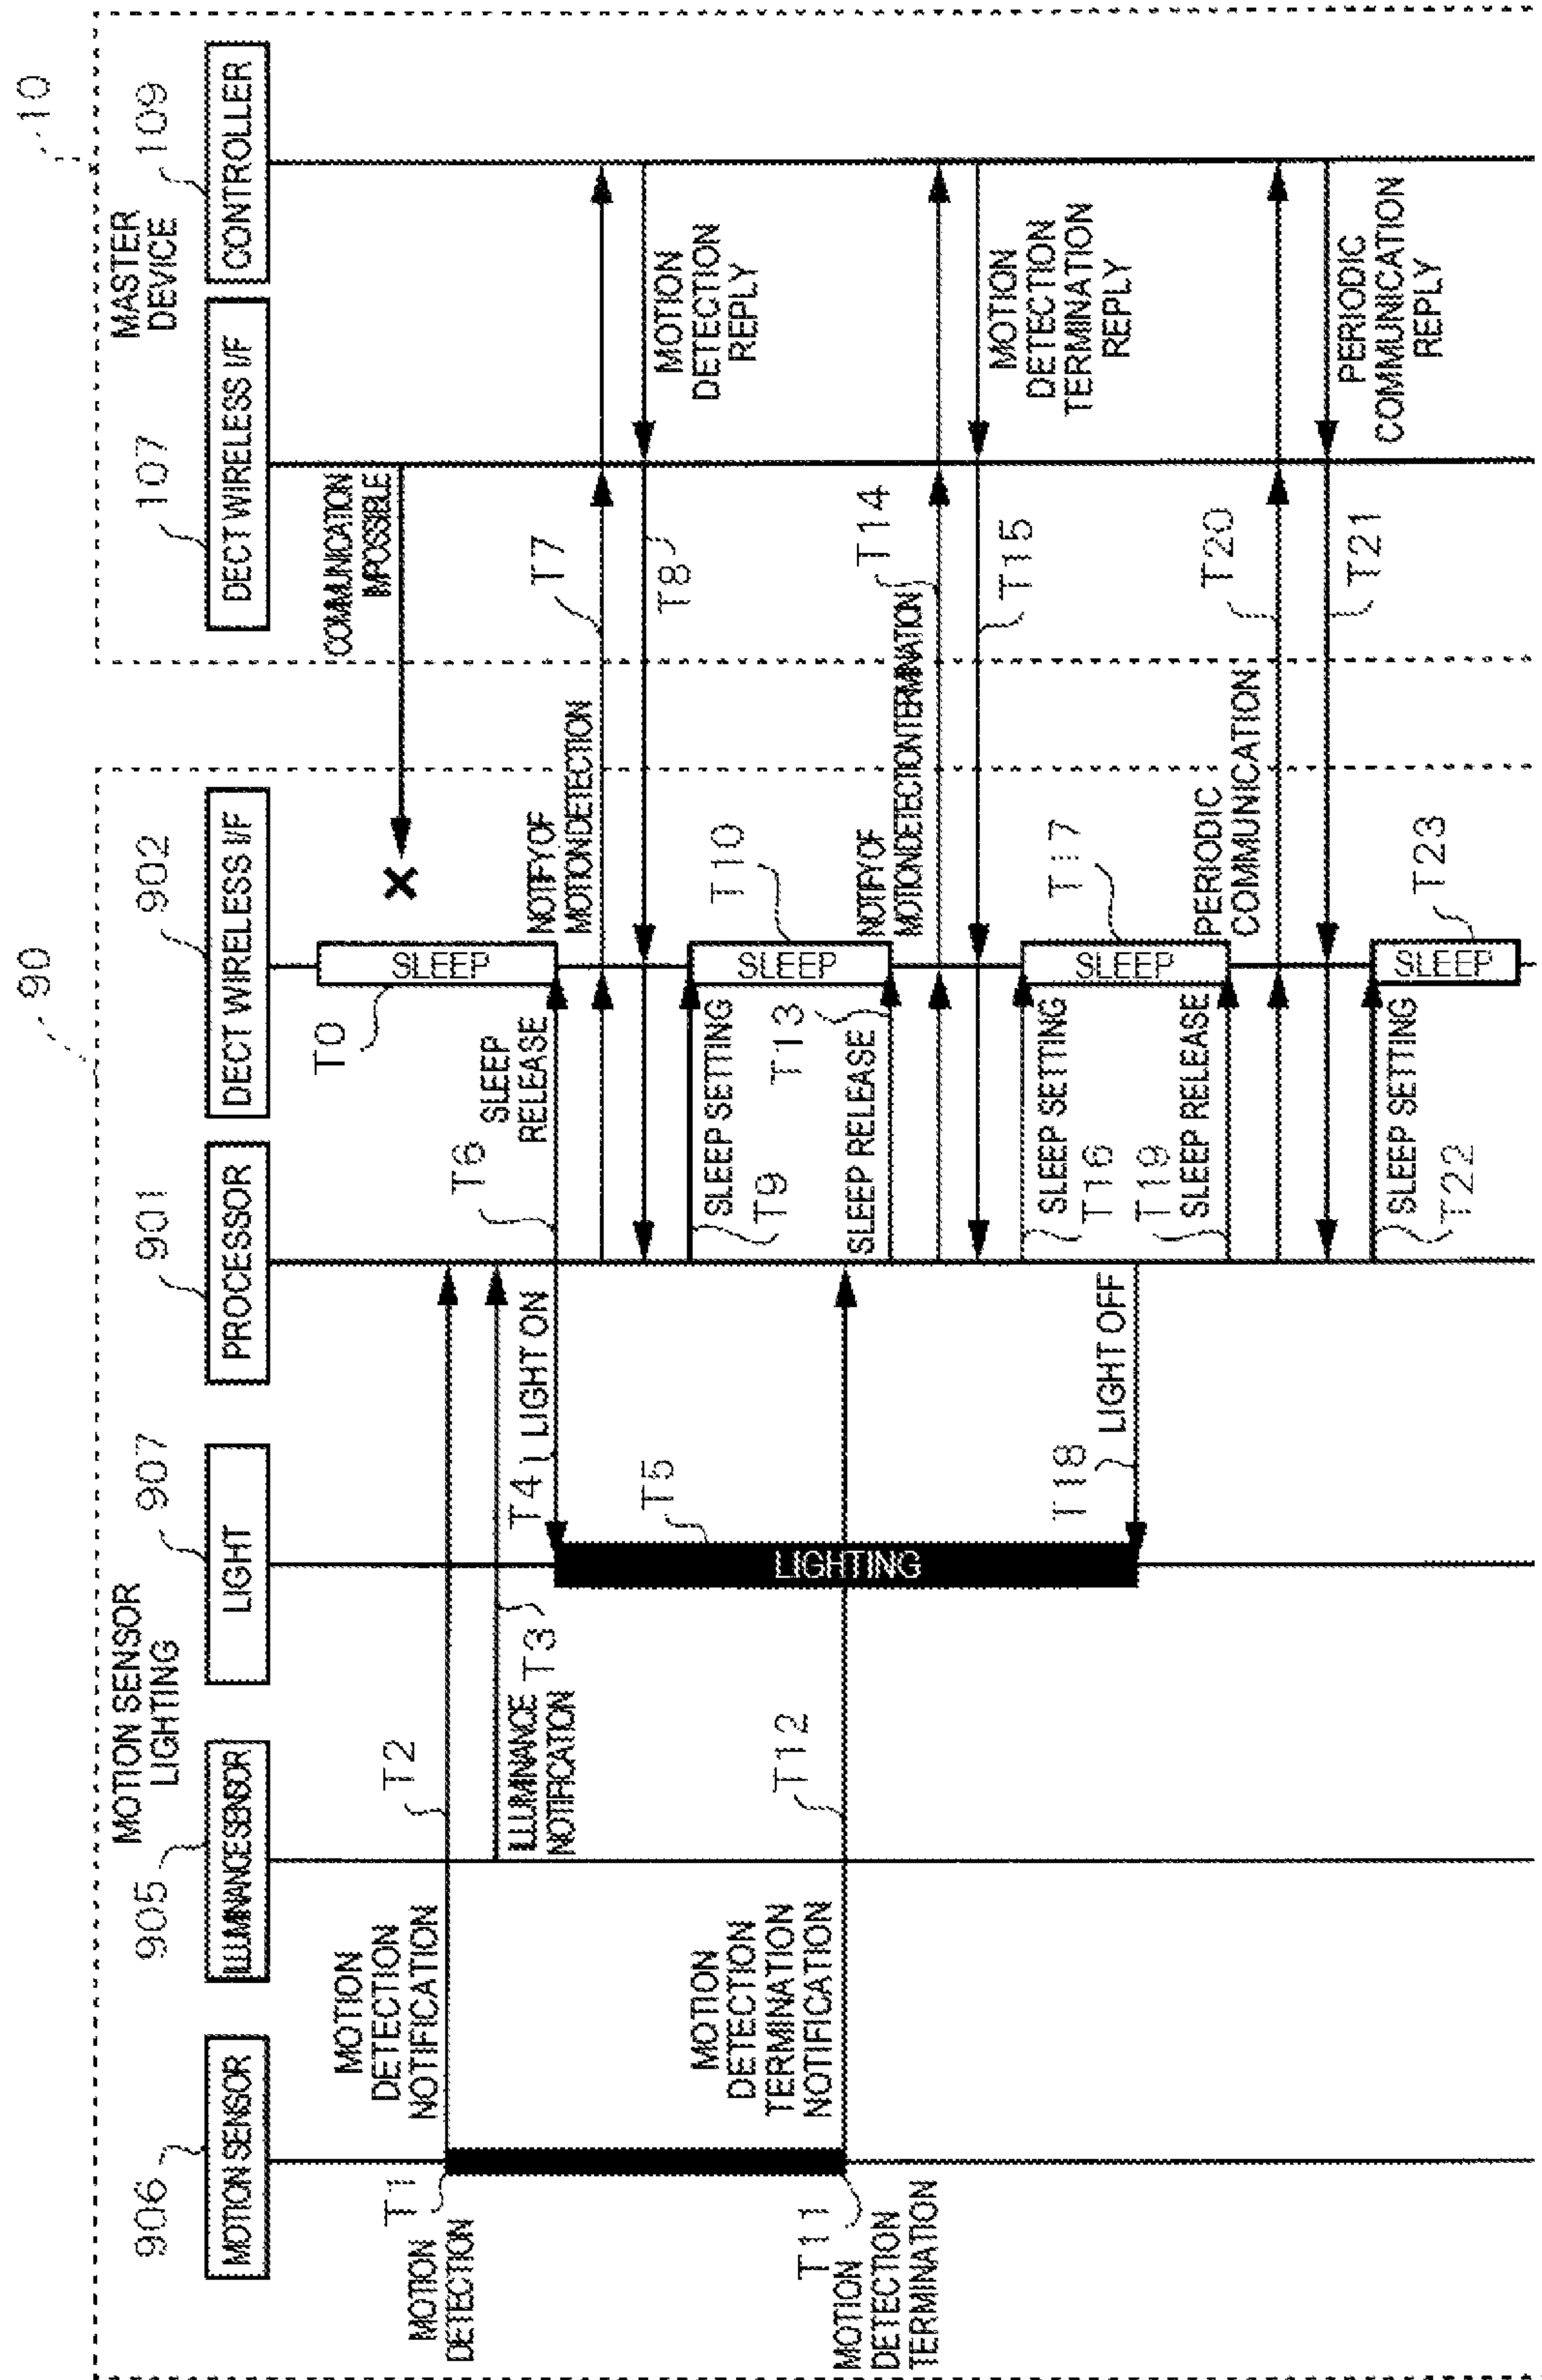 90
10
MOTION SENSOR
LIGHTING
MASTER
DEVICE
906
905
907
901
902
107
109
MOTION SENSOR
ILLUMINANCE SENSOR
LIGHT
PROCESSOR
DECT WIRELESS I/F
DECT WIRELESS I/F
CONTROLLER
T0
SLEEP
COMMUNICATION
IMPOSSIBLE
×
MOTION
DETECTION
T1
MOTION
DETECTION
NOTIFICATION
T2
ILLUMINANCE
NOTIFICATION
T3
T4
LIGHT ON
T6
SLEEP
RELEASE
T5
LIGHTING
NOTIFY OF
MOTION DETECTION
T7
T8
MOTION
DETECTION
REPLY
SLEEP SETTING
T9
SLEEP
T10
T11
MOTION
DETECTION
TERMINATION
MOTION
DETECTION
TERMINATION
NOTIFICATION
T12
T13
SLEEP RELEASE
NOTIFY OF
MOTION DETECTION TERMINATION
T14
T15
MOTION
DETECTION
TERMINATION
REPLY
SLEEP SETTING
T16
SLEEP
T17
T18
LIGHT OFF
T19
SLEEP RELEASE
PERIODIC
COMMUNICATION
T20
T21
PERIODIC
COMMUNICATION
REPLY
SLEEP SETTING
T22
SLEEP
T23